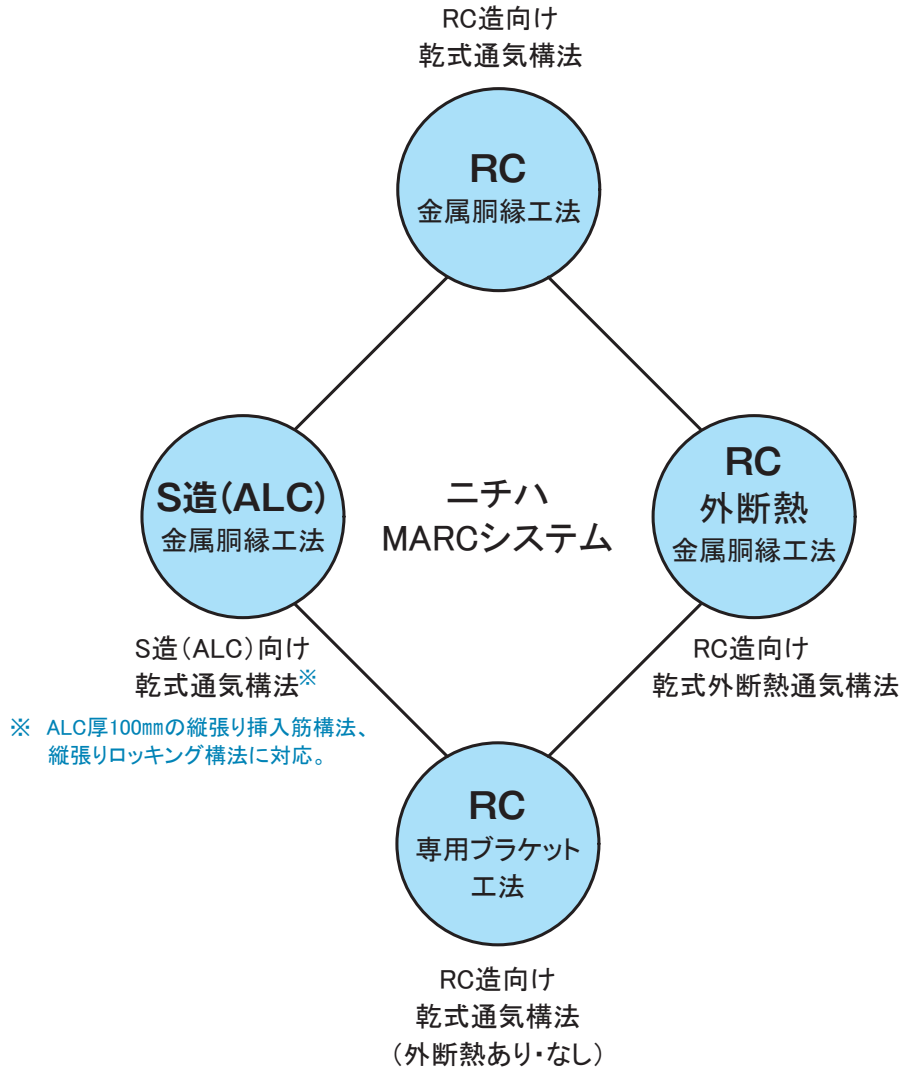 RC造向け
乾式通気構法
RC
金属胴縁工法
S造(ALC)
金属胴縁工法
ニチハ
MARCシステム
RC
外断熱
金属胴縁工法
S造(ALC)向け
乾式通気構法※
※ ALC厚100㎜の縦張り挿入筋構法、
縦張りロッキング構法に対応。
RC造向け
乾式外断熱通気構法
RC
専用ブラケット
工法
RC造向け
乾式通気構法
(外断熱あり・なし)